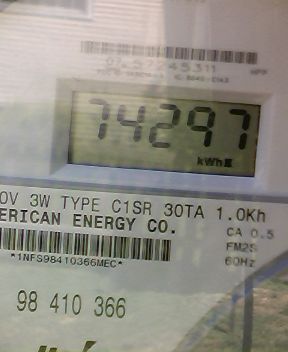 74297
kWh
0V 3W TYPE C1SR 30TA 1.0Kh
ERICAN ENERGY CO.
CA 0.5
FM2S
60Hz
*1NFS98410366MEC*
98 410 366